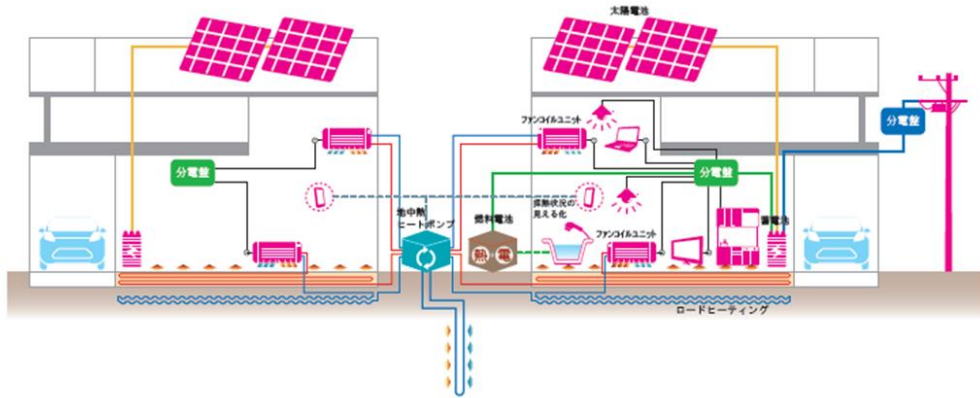 太陽電池
ファンコイルユニット
分電盤
分電盤
分電盤
採熱状況の
見える化
地中熱
ヒートポンプ
燃料電池
熱
電
ファンコイルユニット
蓄電池
ロードヒーティング